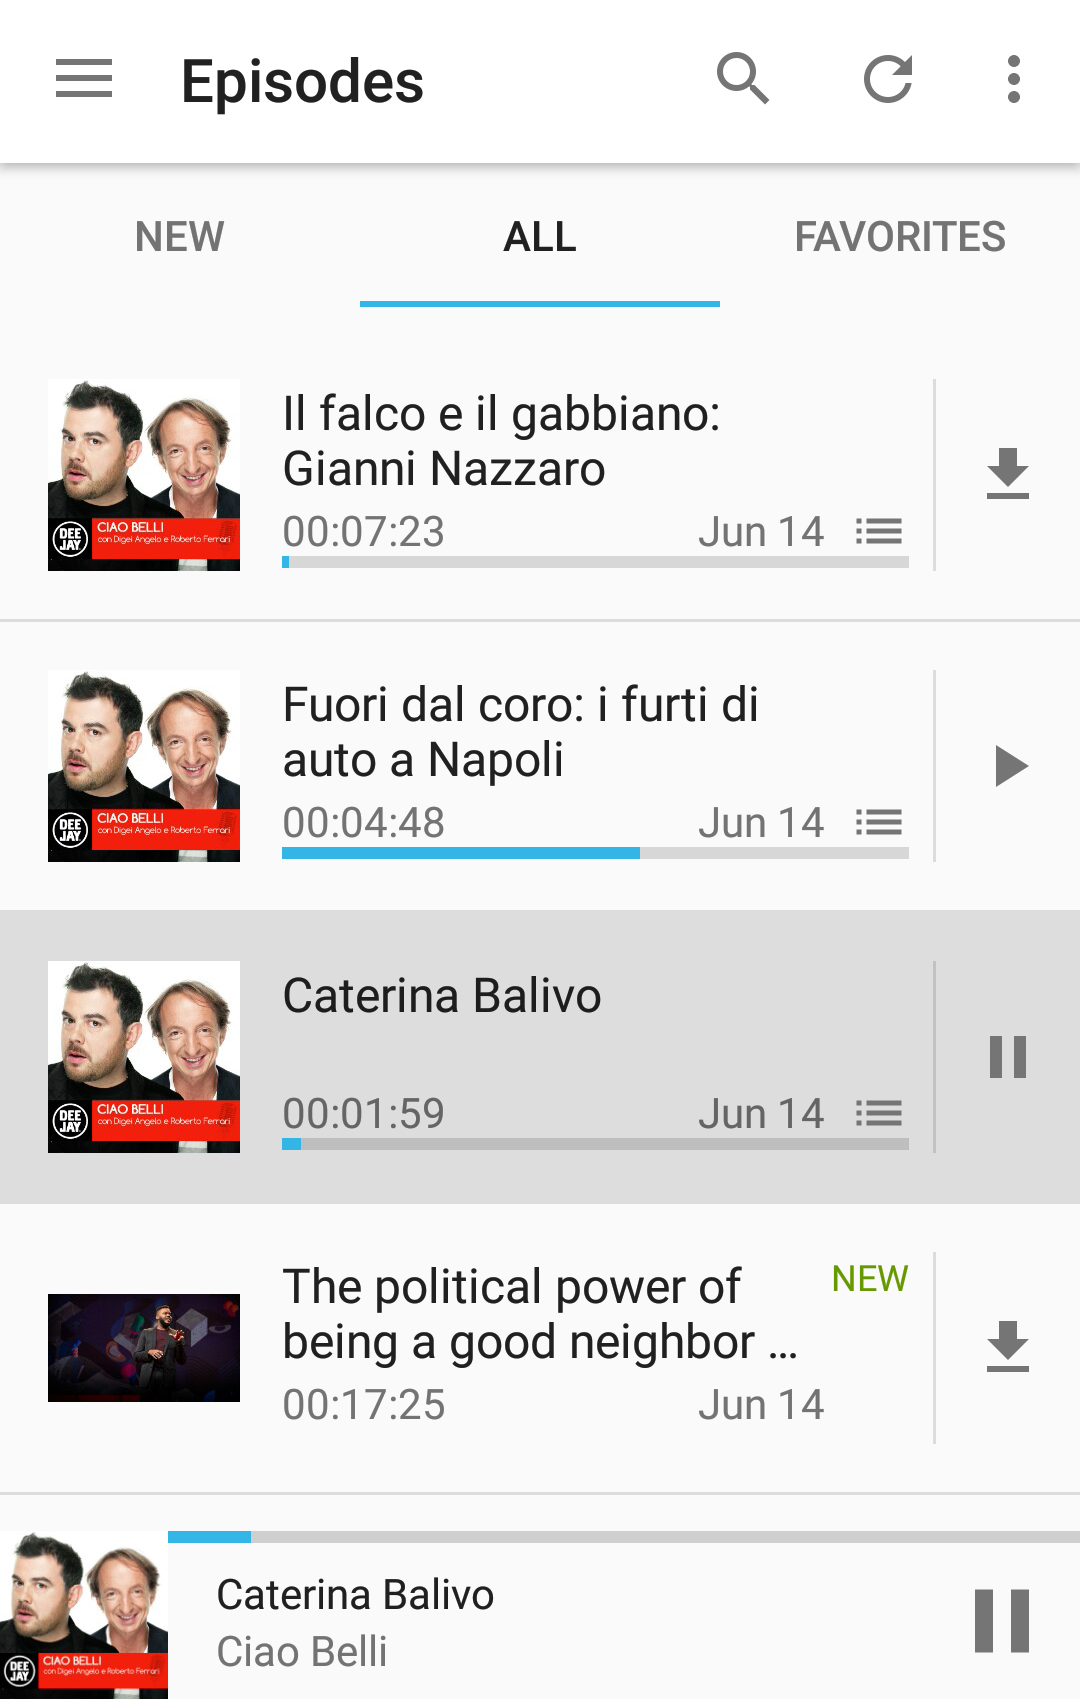 Episodes
NEW
ALL
FAVORITES
Il falco e il gabbiano:
Gianni Nazzaro
00:07:23
Jun 14
DEE
JAY
CIAO BELLI
con Digei Angelo e Roberto Ferrari
Fuori dal coro: i furti di
auto a Napoli
00:04:48
Jun 14
DEE
JAY
CIAO BELLI
con Digei Angelo e Roberto Ferrari
Caterina Balivo
00:01:59
Jun 14
DEE
JAY
CIAO BELLI
con Digei Angelo e Roberto Ferrari
The political power of
being a good neighbor ...
NEW
00:17:25
Jun 14
Caterina Balivo
Ciao Belli
DEE
JAY
CIAO BELLI
con Digei Angelo e Roberto Ferrari